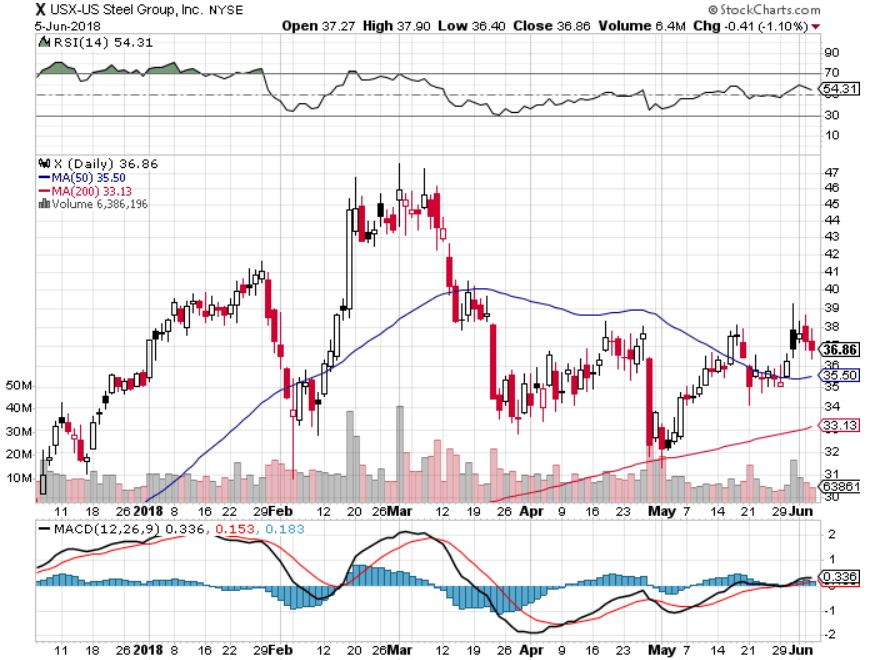 X USX-US Steel Group, Inc. NYSE © StockCharts.com
5-Jun-2018 Open 37.27 High 37.90 Low 36.40 Close 36.86 Volume 6.4M Chg -0.41 (-1.10%)
RSI(14) 54.31
90
70
54.31
30
10
X (Daily) 36.86
MA(50) 35.50
MA(200) 33.13
Volume 6,386,196
47
46
45
44
43
42
41
40
39
38
37
36.86
36
35.50
35
34
33.13
32
31
30
50M
40M
30M
20M
10M
63861
11 18 26 2018 8 16 22 29 Feb 12 20 26 Mar 12 19 26 Apr 9 16 23 May 7 14 21 29 Jun
MACD(12,26,9) 0.336, 0.153, 0.183
2
1
0.336
-1
-2
11 18 26 2018 8 16 22 29 Feb 12 20 26 Mar 12 19 26 Apr 9 16 23 May 7 14 21 29 Jun